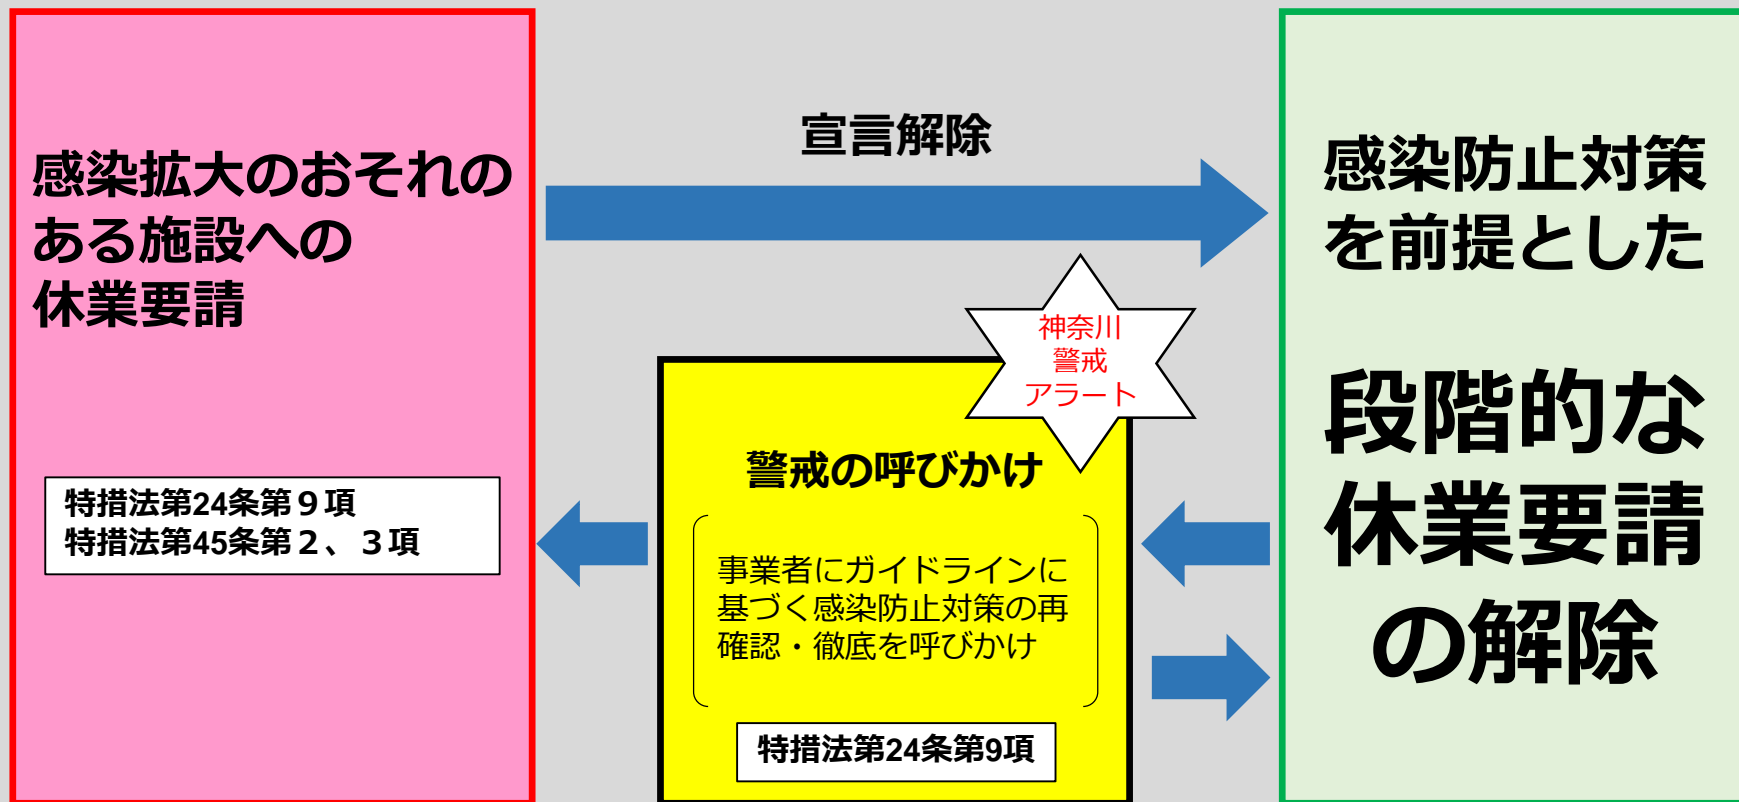 感染拡大のおそれの
ある施設への
休業要請
特措法第24条第９項
特措法第45条第２、３項
宣言解除
神奈川
警戒
アラート
警戒の呼びかけ
事業者にガイドラインに
基づく感染防止対策の再
確認・徹底を呼びかけ
特措法第24条第9項
感染防止対策
を前提とした
段階的な
休業要請
の解除